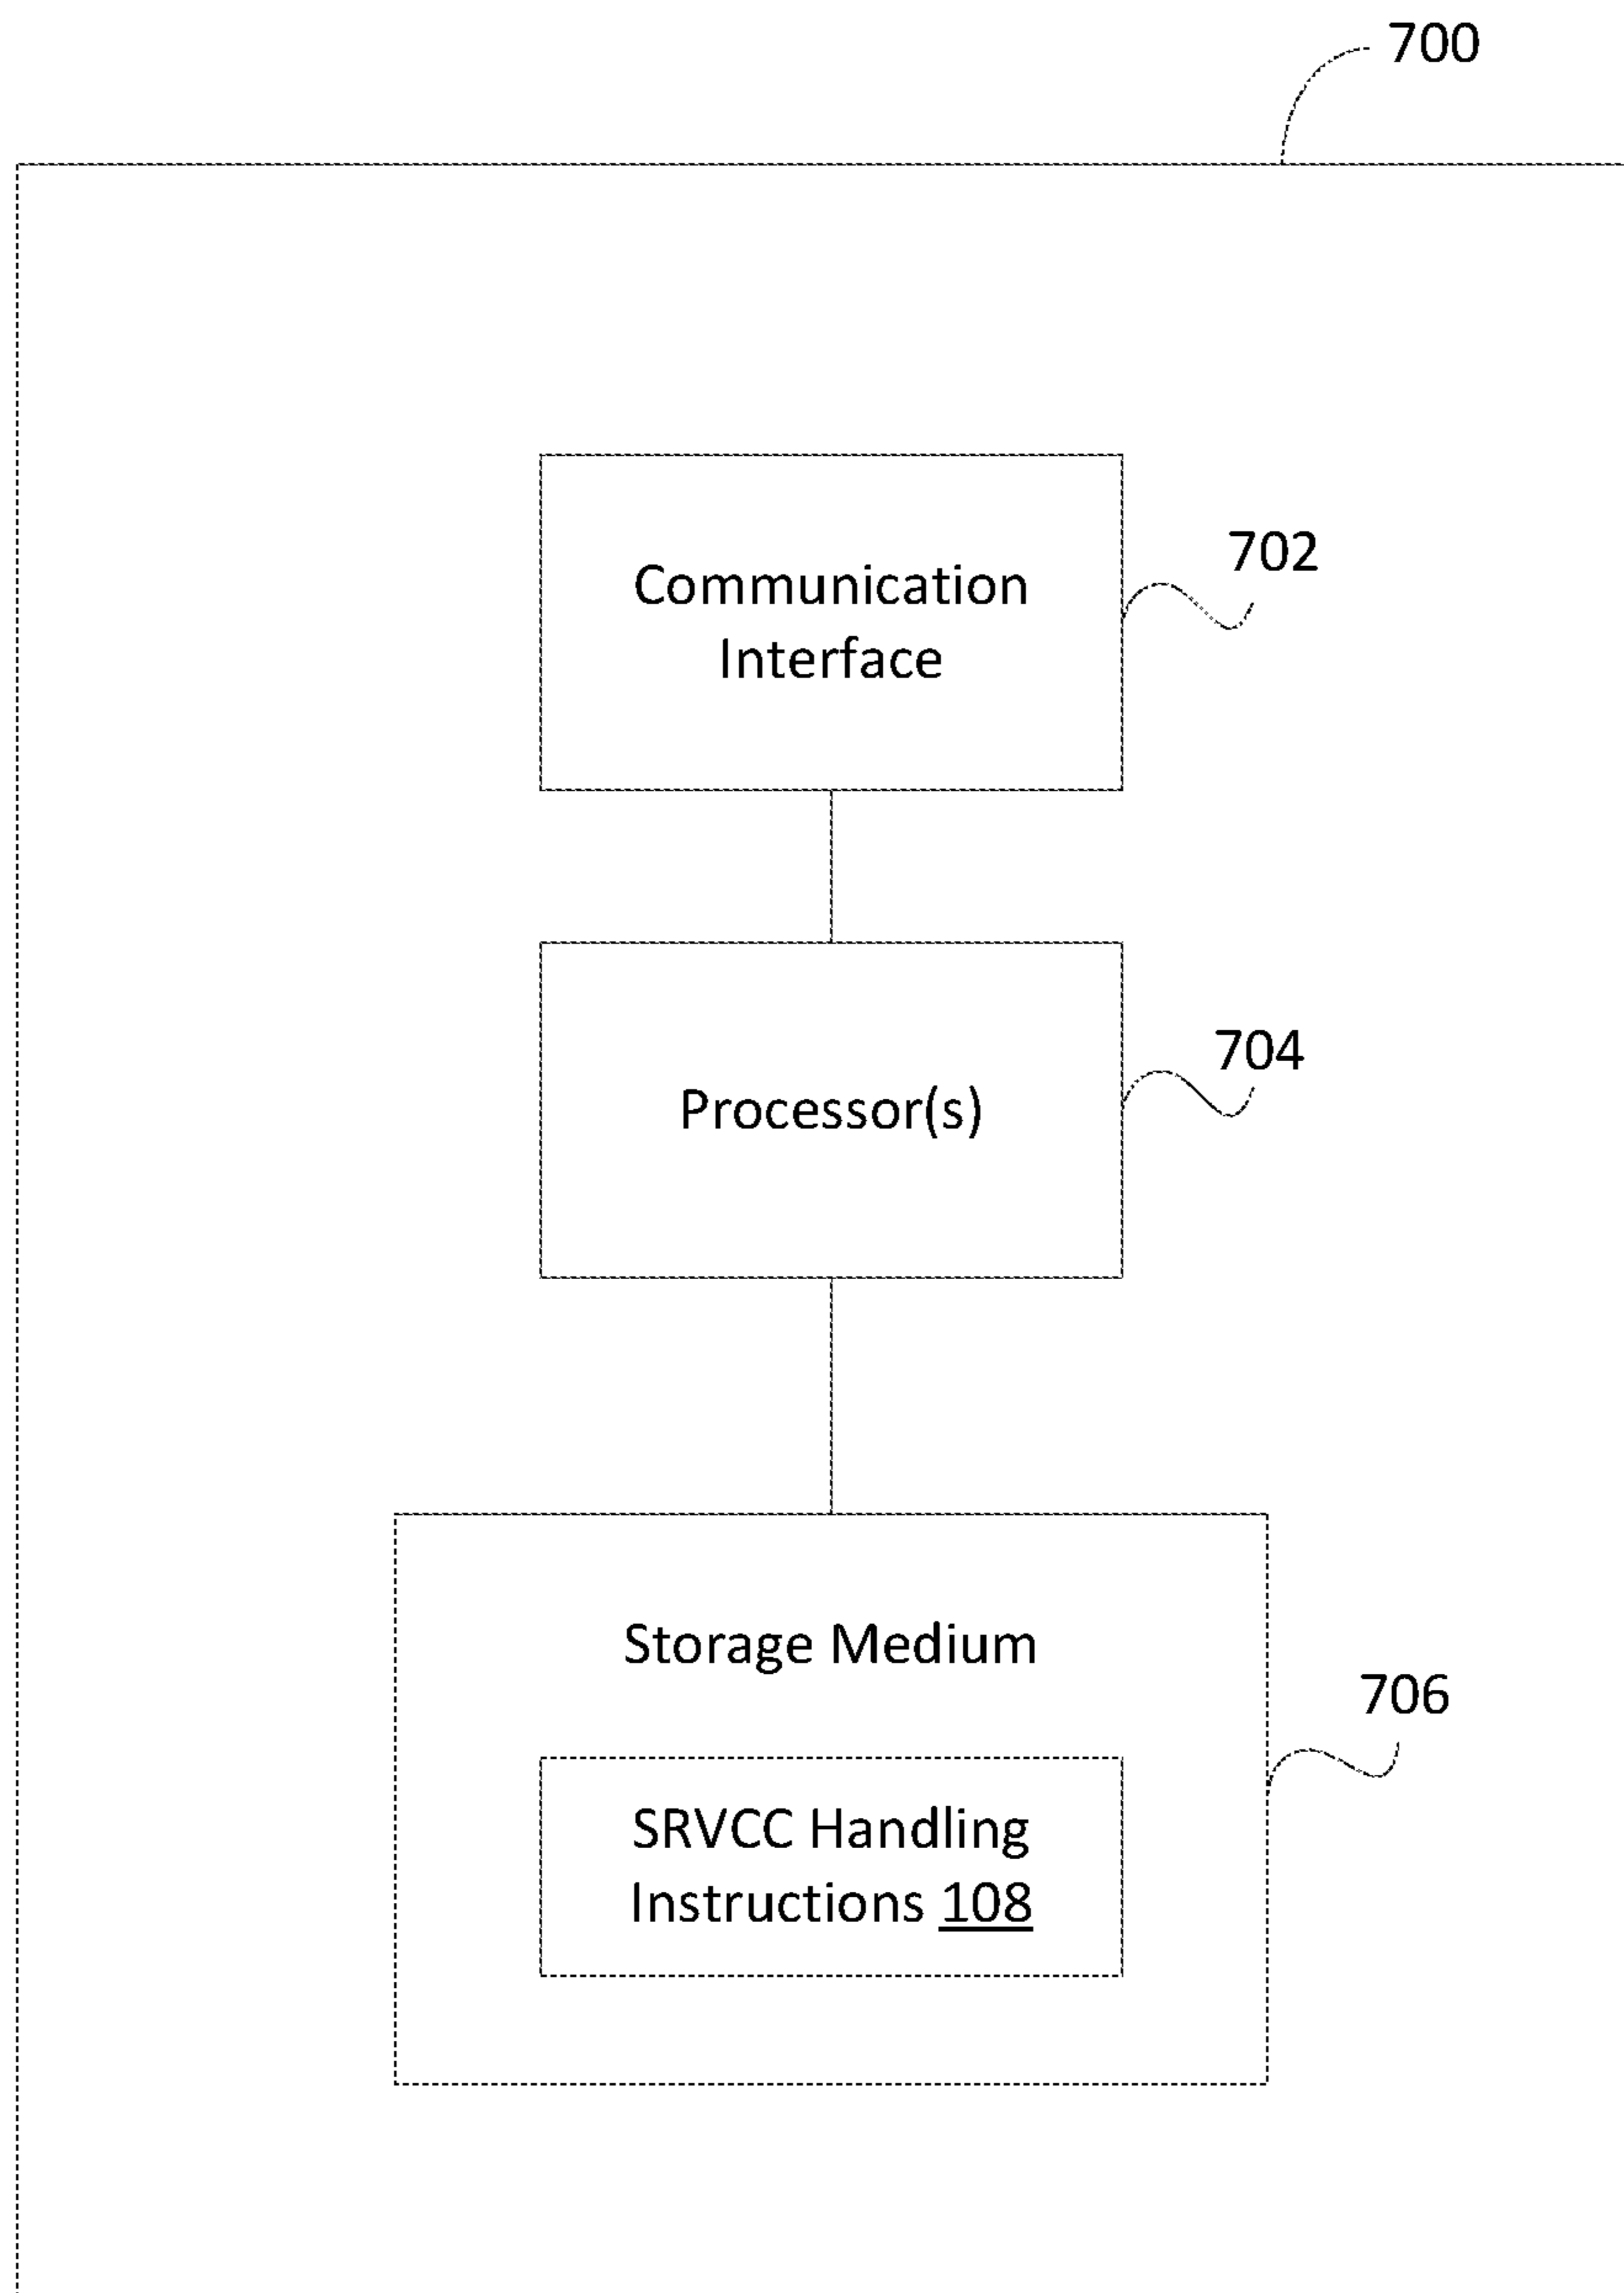 700
Communication
Interface
702
Processor(s)
704
Storage Medium
706
SRVCC Handling
Instructions 108